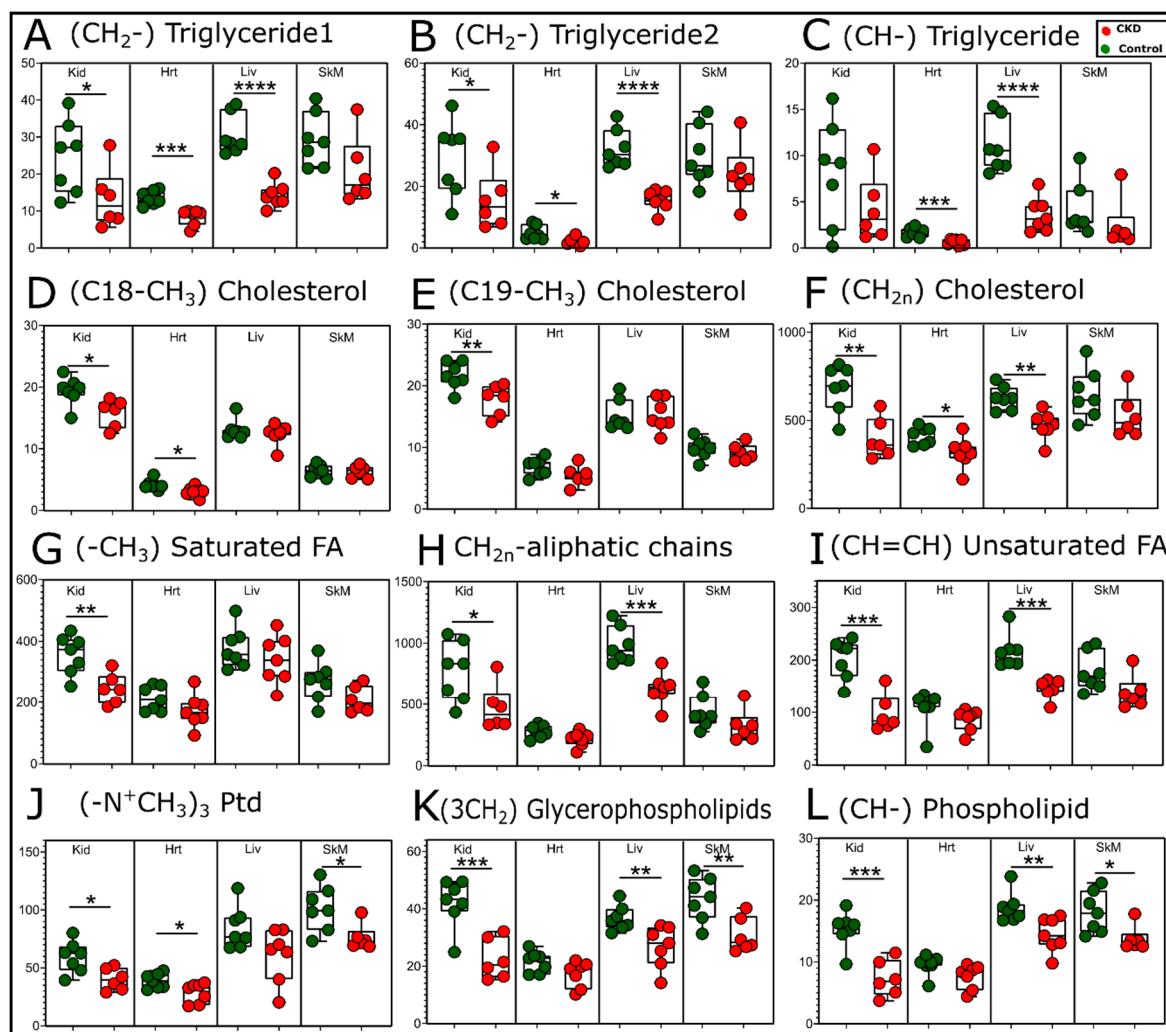 A (CH₂-) Triglyceride1
B (CH₂-) Triglyceride2
C (CH-) Triglyceride
CKD
Control
60
50
40
30
20
10
0
Kid Hrt Liv SkM
* *** ****
60
40
20
0
Kid Hrt Liv SkM
* * ****
20
15
10
5
0
Kid Hrt Liv SkM
*** ****
D (C18-CH₃) Cholesterol
E (C19-CH₃) Cholesterol
F (CH₂ₙ) Cholesterol
30
20
10
0
Kid Hrt Liv SkM
* *
30
20
10
0
Kid Hrt Liv SkM
**
1000
500
0
Kid Hrt Liv SkM
** * **
G (-CH₃) Saturated FA
H CH₂ₙ-aliphatic chains
I (CH=CH) Unsaturated FA
600
400
200
0
Kid Hrt Liv SkM
**
1500
1000
500
0
Kid Hrt Liv SkM
* ***
300
200
100
0
Kid Hrt Liv SkM
*** ***
J (-N⁺CH₃)₃ Ptd
K (3CH₂) Glycerophospholipids
L (CH-) Phospholipid
150
100
50
0
Kid Hrt Liv SkM
* * *
60
40
20
0
Kid Hrt Liv SkM
*** ** **
30
20
10
0
Kid Hrt Liv SkM
*** ** *